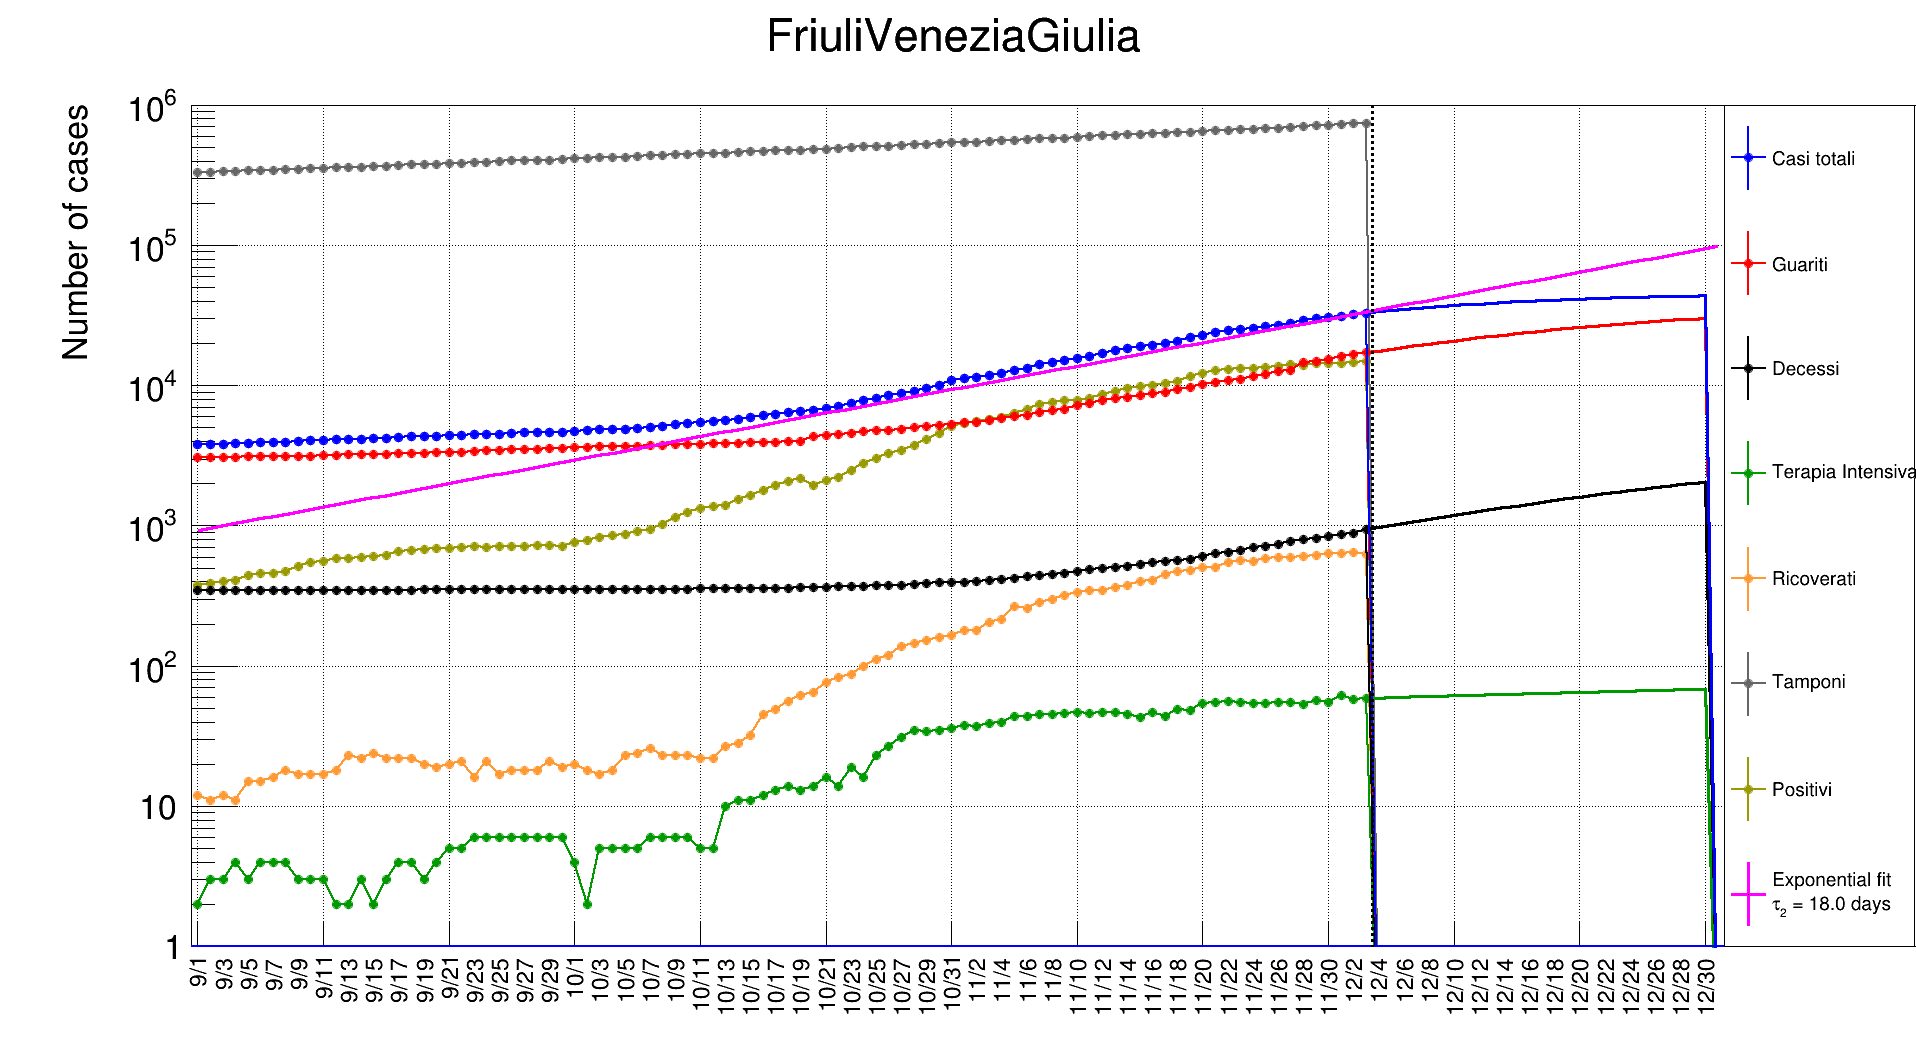 FriuliVeneziaGiulia
Number of cases
10^6
10^5
10^4
10^3
10^2
10
1
9/1 9/3 9/5 9/7 9/9 9/11 9/13 9/15 9/17 9/19 9/21 9/23 9/25 9/27 9/29 10/1 10/3 10/5 10/7 10/9 10/11 10/13 10/15 10/17 10/19 10/21 10/23 10/25 10/27 10/29 10/31 11/2 11/4 11/6 11/8 11/10 11/12 11/14 11/16 11/18 11/20 11/22 11/24 11/26 11/28 11/30 12/2 12/4 12/6 12/8 12/10 12/12 12/14 12/16 12/18 12/20 12/22 12/24 12/26 12/28 12/30
Casi totali
Guariti
Decessi
Terapia Intensiva
Ricoverati
Tamponi
Positivi
Exponential fit
τ₂ = 18.0 days